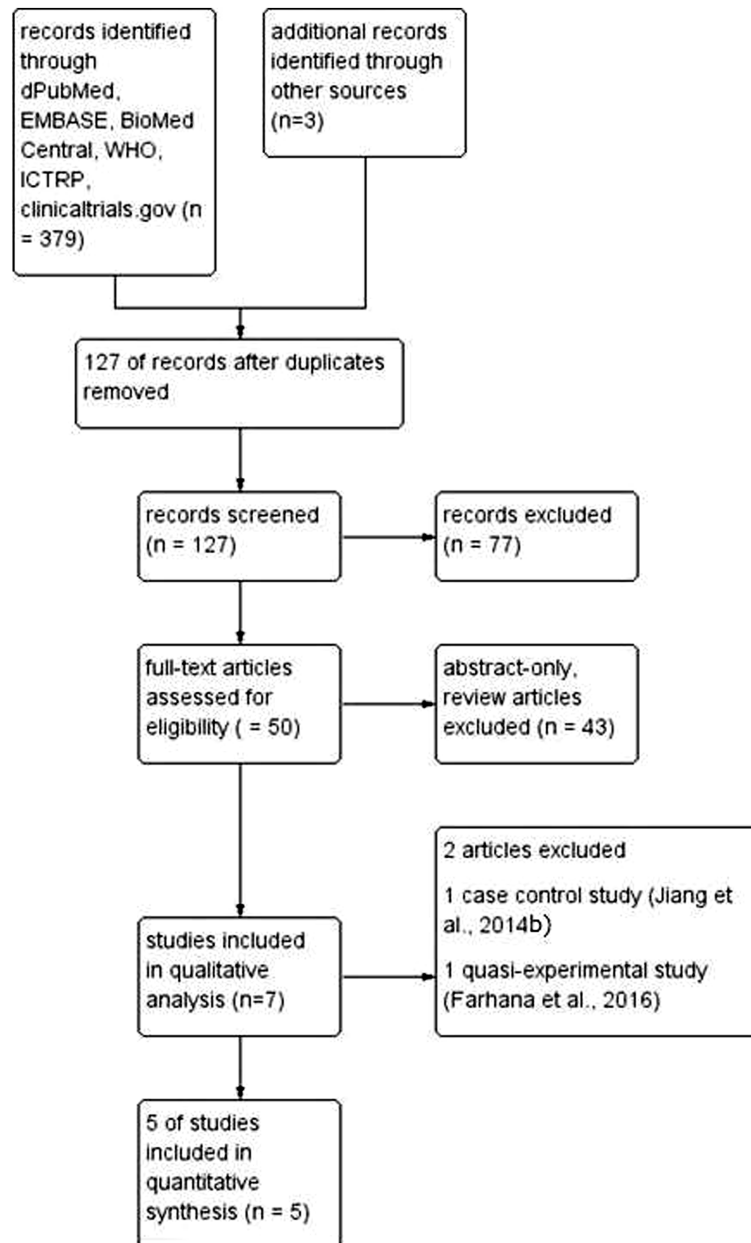 records identified
through
dPubMed,
EMBASE, BioMed
Central, WHO,
ICTRP,
clinicaltrials.gov (n
= 379)
additional records
identified through
other sources
(n=3)
127 of records after duplicates
removed
records screened
(n = 127)
records excluded
(n = 77)
full-text articles
assessed for
eligibility ( = 50)
abstract-only,
review articles
excluded (n = 43)
2 articles excluded
1 case control study (Jiang et
al., 2014b)
1 quasi-experimental study
(Farhana et al., 2016)
studies included
in qualitative
analysis (n=7)
5 of studies
included in
quantitative
synthesis (n = 5)